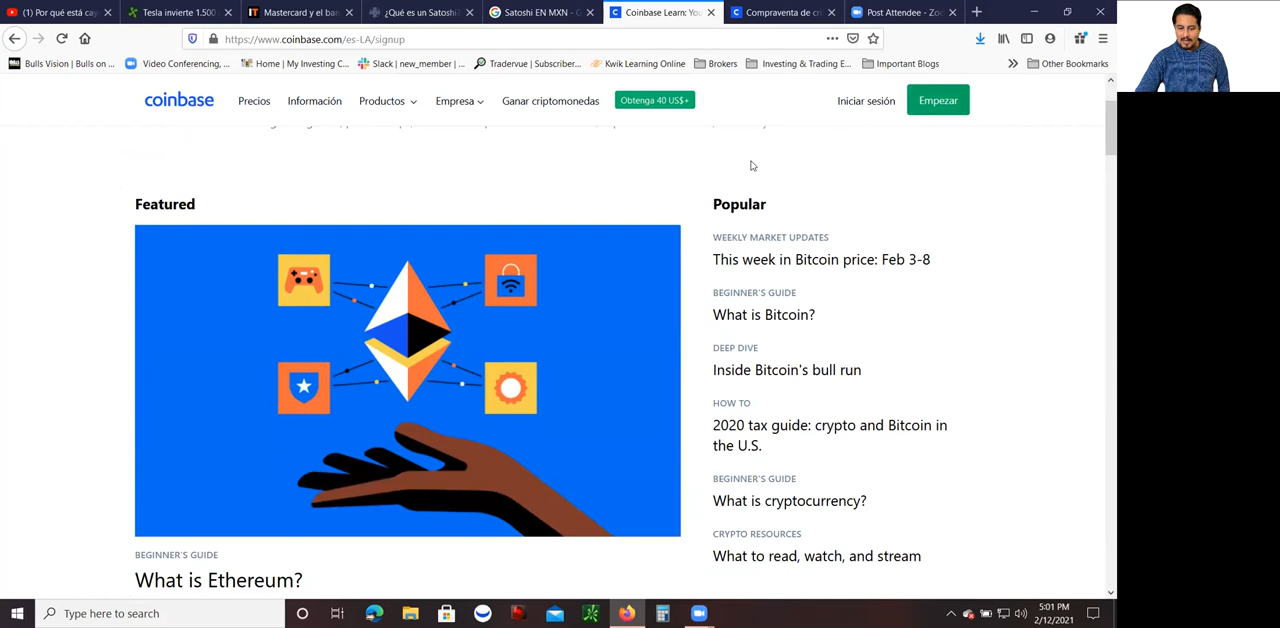 (1) Por qué está cay
Tesla invierte 1.500
IT Mastercard y el ban
¿Qué es un Satoshi?
Satoshi EN MXN - G
Coinbase Learn: You
Compraventa de cri
Post Attendee - Zoo
https://www.coinbase.com/es-LA/signup
Bulls Vision | Bulls on ...
Video Conferencing, ...
Home | My Investing C...
Slack | new_member | ...
Tradervue | Subscriber...
Kwik Learning Online
Brokers
Investing & Trading E...
Important Blogs
Other Bookmarks
coinbase
Precios
Información
Productos
Empresa
Ganar criptomonedas
Obtenga 40 US$+
Iniciar sesión
Empezar
Featured
BEGINNER'S GUIDE
What is Ethereum?
Popular
WEEKLY MARKET UPDATES
This week in Bitcoin price: Feb 3-8
BEGINNER'S GUIDE
What is Bitcoin?
DEEP DIVE
Inside Bitcoin's bull run
HOW TO
2020 tax guide: crypto and Bitcoin in
the U.S.
BEGINNER'S GUIDE
What is cryptocurrency?
CRYPTO RESOURCES
What to read, watch, and stream
Type here to search
5:01 PM
2/12/2021